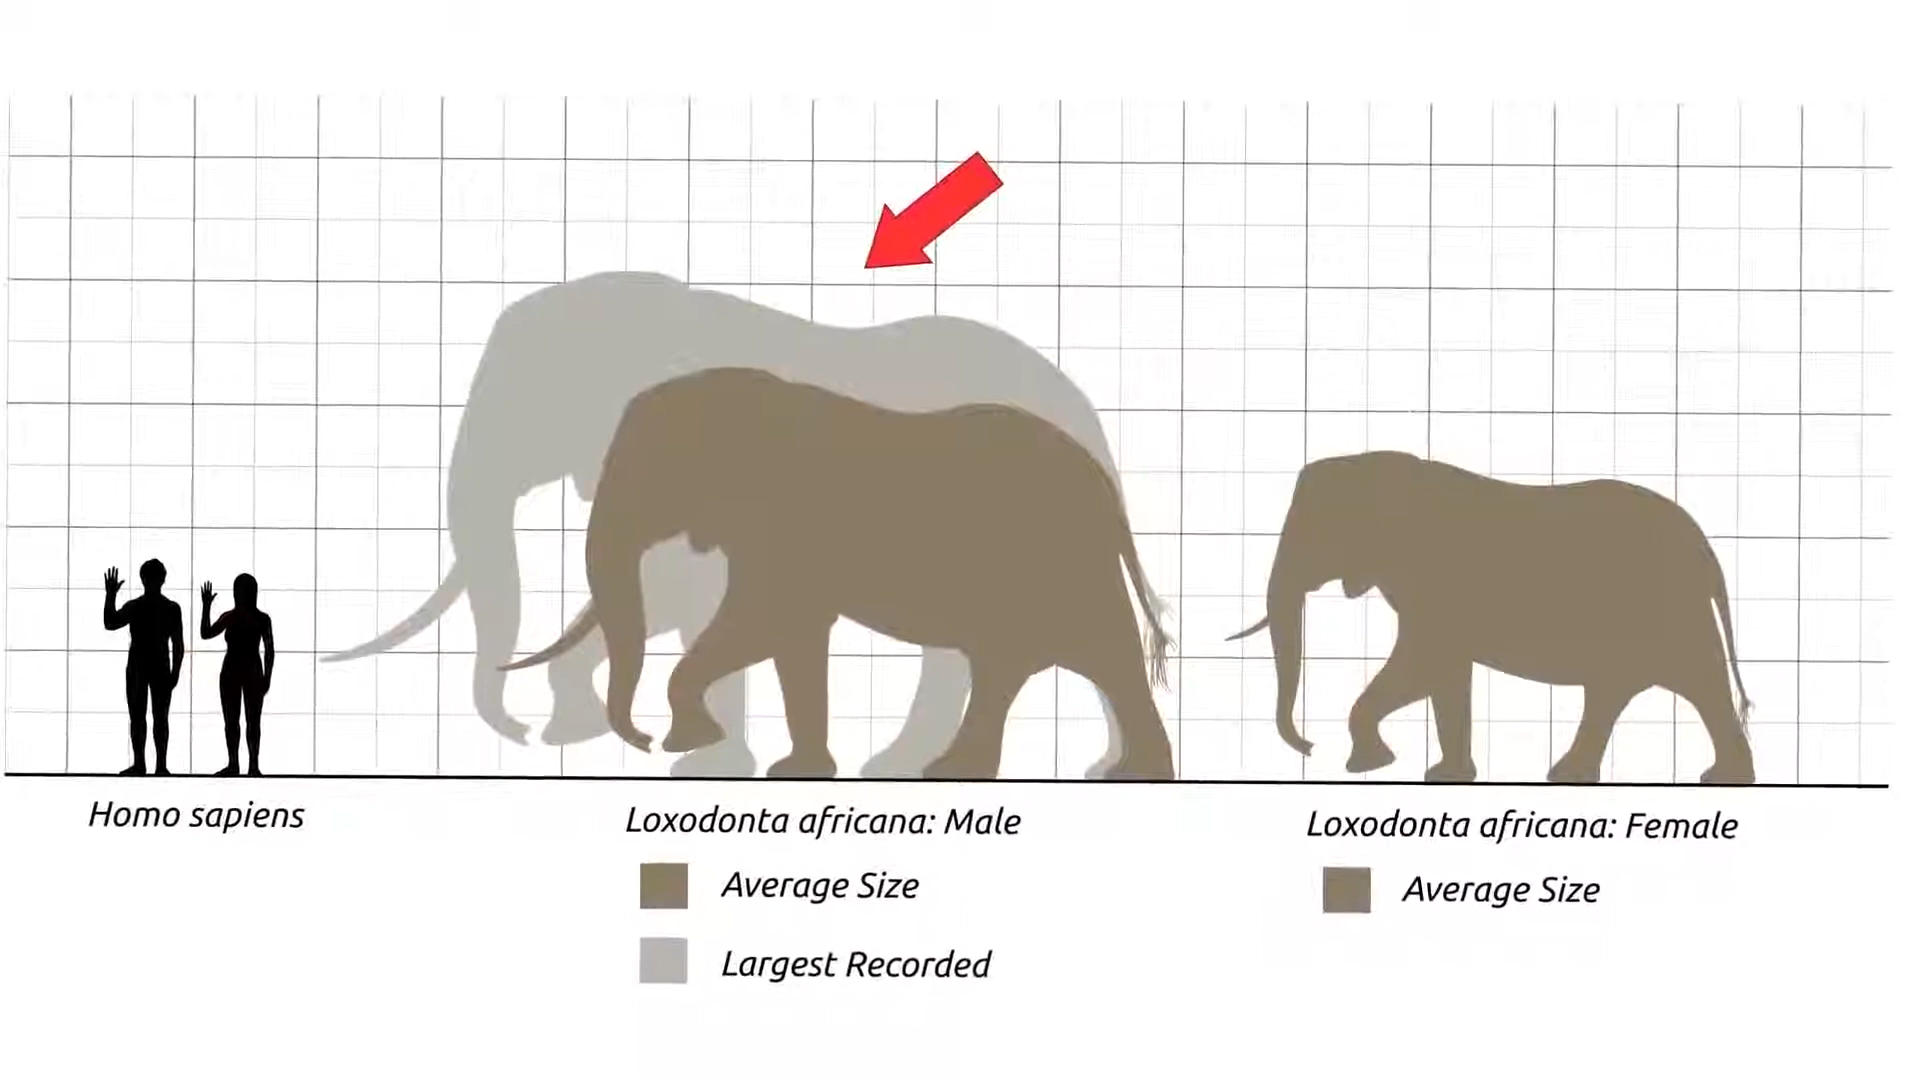 Homo sapiens
Loxodonta africana: Male
Average Size
Largest Recorded
Loxodonta africana: Female
Average Size